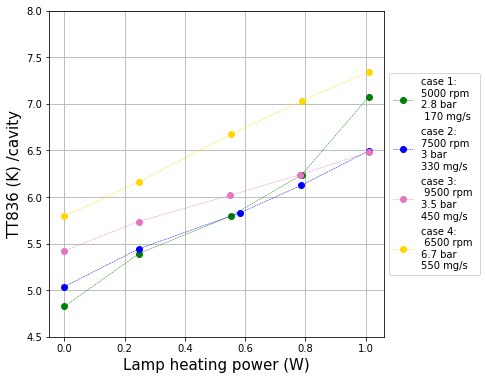 8.0
7.5
7.0
6.5
6.0
5.5
5.0
4.5
TT836 (K) /cavity
0.0 0.2 0.4 0.6 0.8 1.0
Lamp heating power (W)
case 1:
5000 rpm
2.8 bar
170 mg/s
case 2:
7500 rpm
3 bar
330 mg/s
case 3:
9500 rpm
3.5 bar
450 mg/s
case 4:
6500 rpm
6.7 bar
550 mg/s